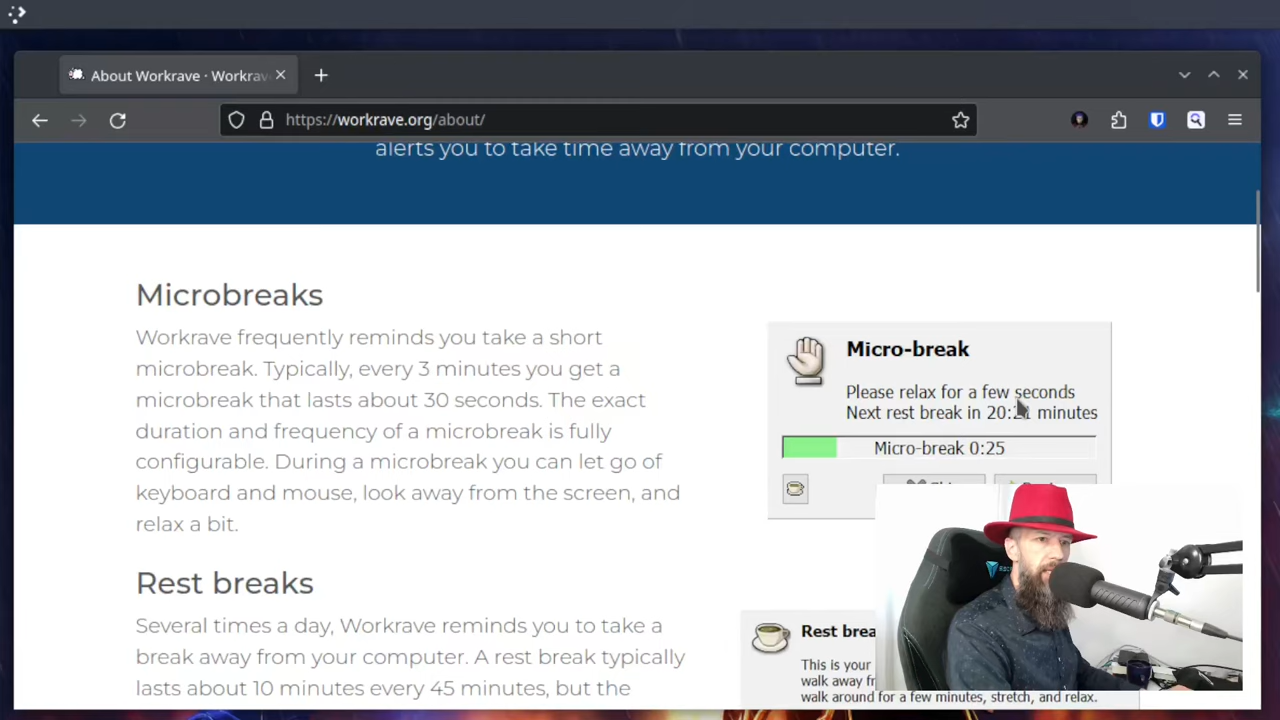 About Workrave · Workrav
https://workrave.org/about/
alerts you to take time away from your computer.
Microbreaks
Workrave frequently reminds you take a short
microbreak. Typically, every 3 minutes you get a
microbreak that lasts about 30 seconds. The exact
duration and frequency of a microbreak is fully
configurable. During a microbreak you can let go of
keyboard and mouse, look away from the screen, and
relax a bit.
Micro-break
Please relax for a few seconds
Next rest break in 20: minutes
Micro-break 0:25
Rest breaks
Several times a day, Workrave reminds you to take a
break away from your computer. A rest break typically
lasts about 10 minutes every 45 minutes, but the
Rest brea
This is your
walk away fr
walk around for a few minutes, stretch, and relax.